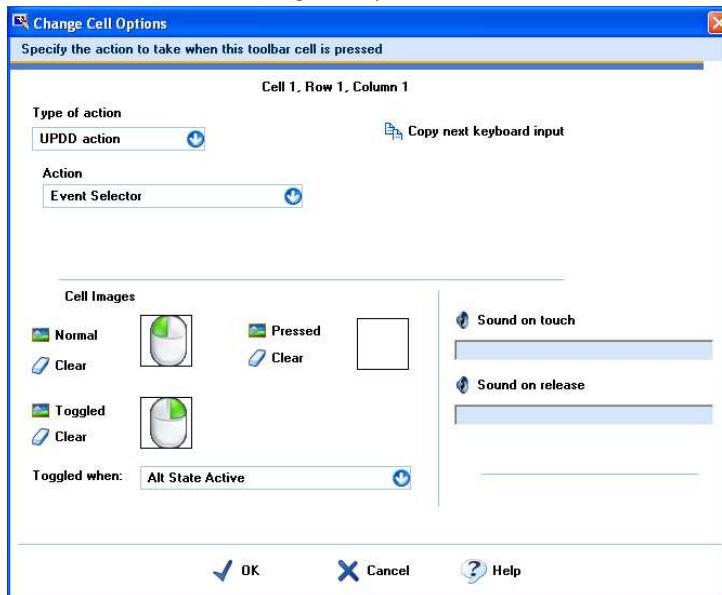 Change Cell Options
Specify the action to take when this toolbar cell is pressed
Cell 1, Row 1, Column 1
Type of action
UPDD action
Copy next keyboard input
Action
Event Selector
Cell Images
Normal
Clear
Pressed
Clear
Sound on touch
Sound on release
Toggled
Clear
Toggled when:
Alt State Active
OK
Cancel
Help